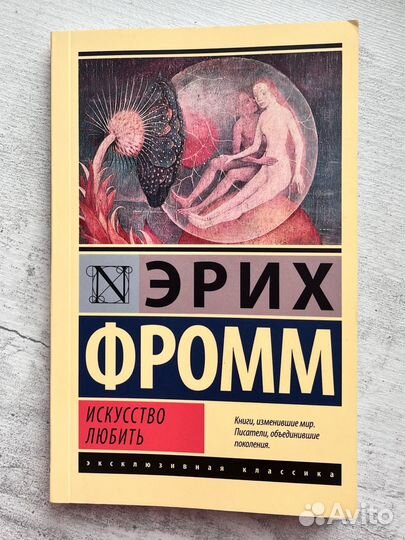 N
ЭРИХ
ФРОММ
ИСКУССТВО
ЛЮБИТЬ
Книги, изменившие мир.
Писатели, объединившие
поколения.
эксклюзивная классика
Avito